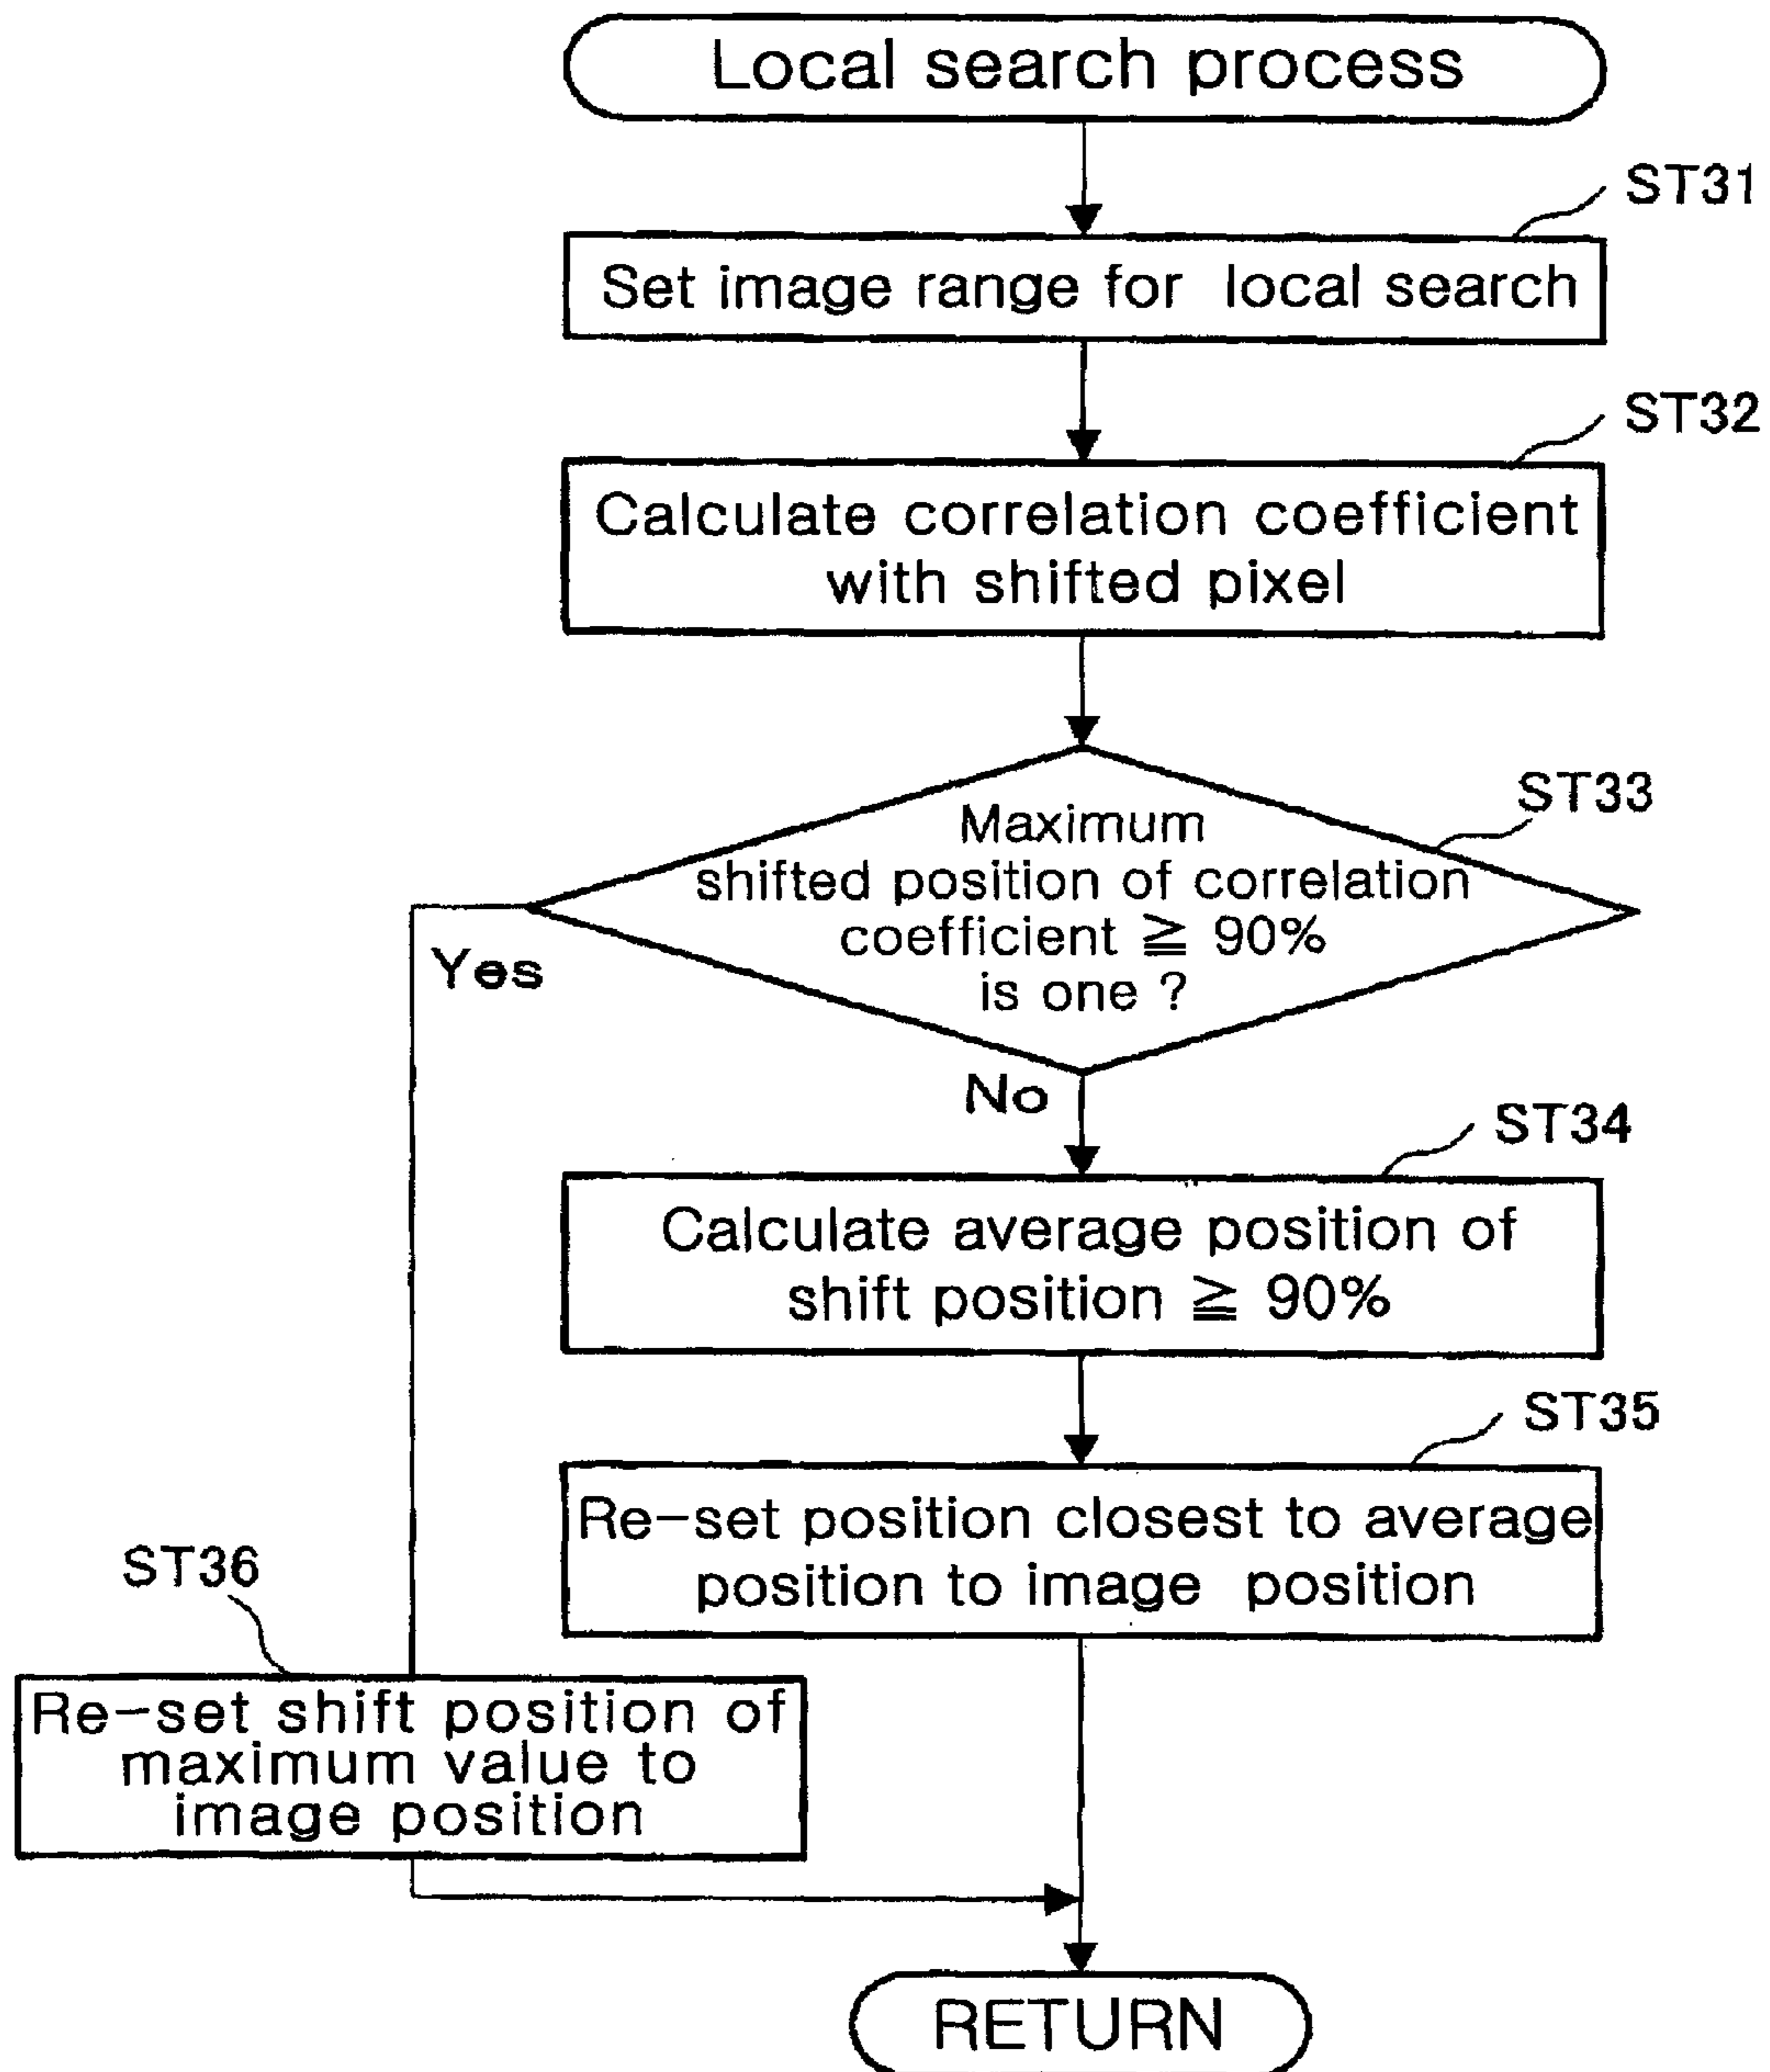 Local search process
ST31
Set image range for local search
ST32
Calculate correlation coefficient
with shifted pixel
ST33
Maximum
shifted position of correlation
coefficient ≧ 90%
is one ?
Yes
No
ST34
Calculate average position of
shift position ≧ 90%
ST35
Re-set position closest to average
position to image position
ST36
Re-set shift position of
maximum value to
image position
RETURN